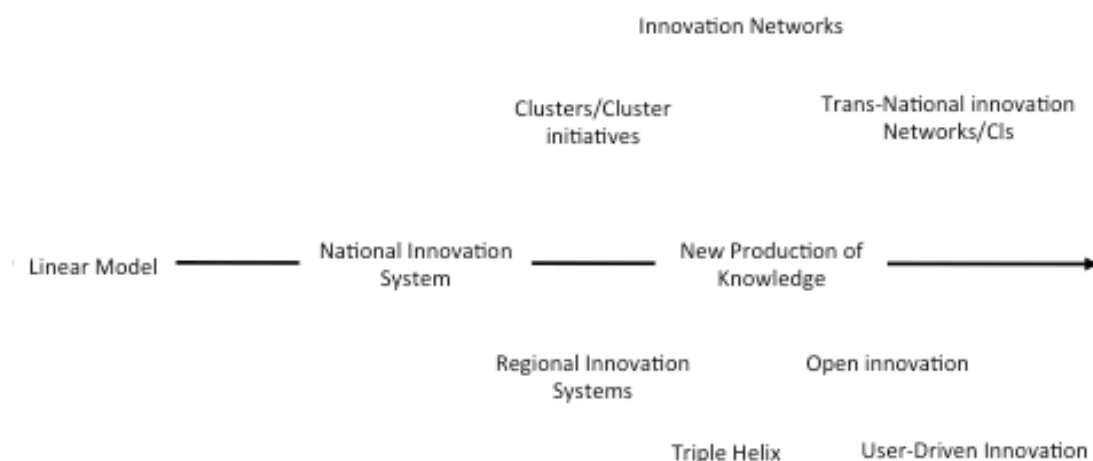 Innovation Networks
Clusters/Cluster
initiatives
Trans-National innovation
Networks/CIs
Linear Model
National Innovation
System
New Production of
Knowledge
Regional Innovation
Systems
Open innovation
Triple Helix
User-Driven Innovation